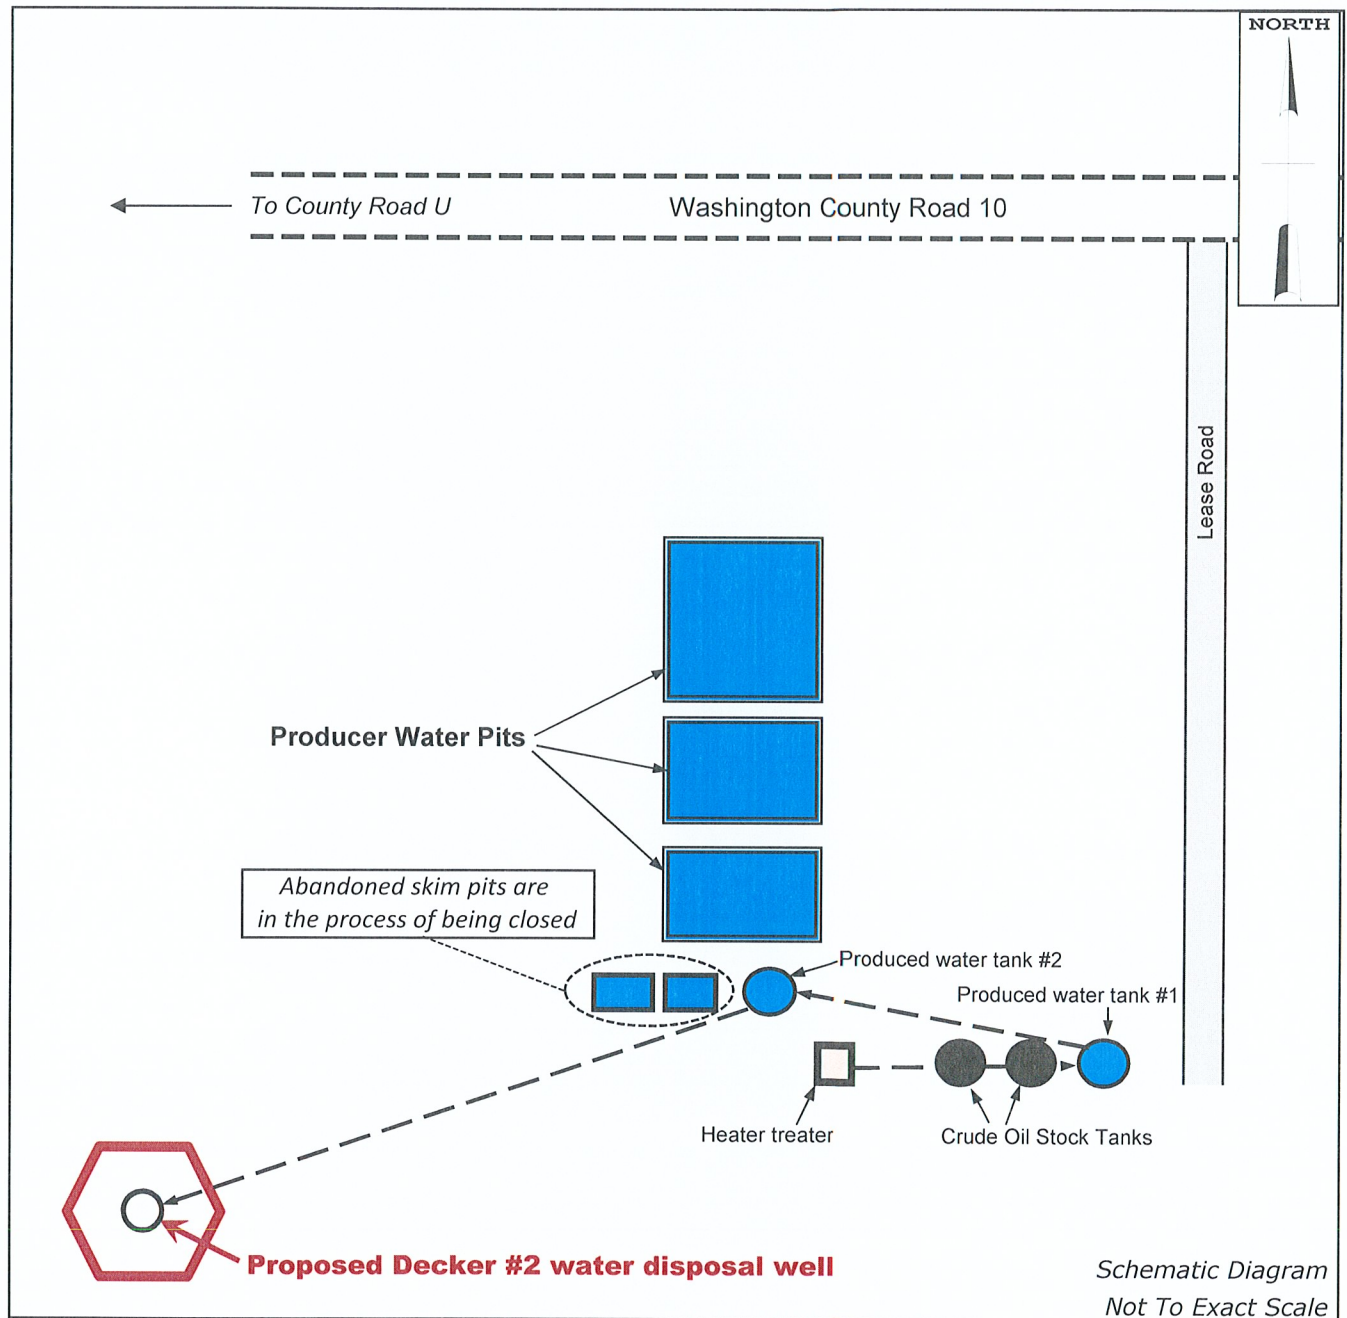 NORTH
To County Road U
Washington County Road 10
Lease Road
Producer Water Pits
Abandoned skim pits are
in the process of being closed
Produced water tank #2
Produced water tank #1
Heater treater
Crude Oil Stock Tanks
Proposed Decker #2 water disposal well
Schematic Diagram
Not To Exact Scale